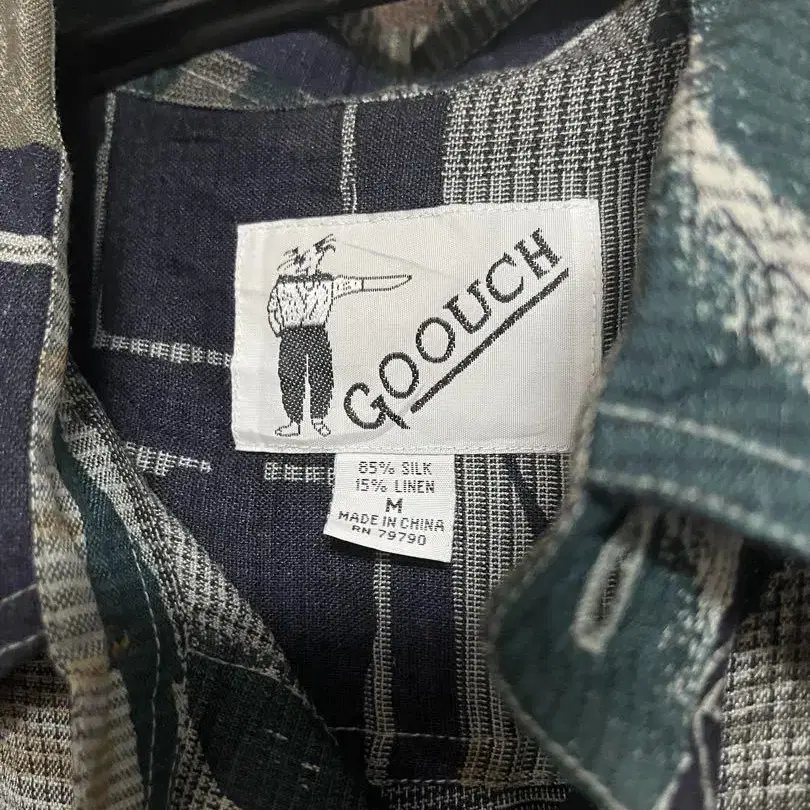 GOOUCH
85% SILK
15% LINEN
M
MADE IN CHINA
RN 79790